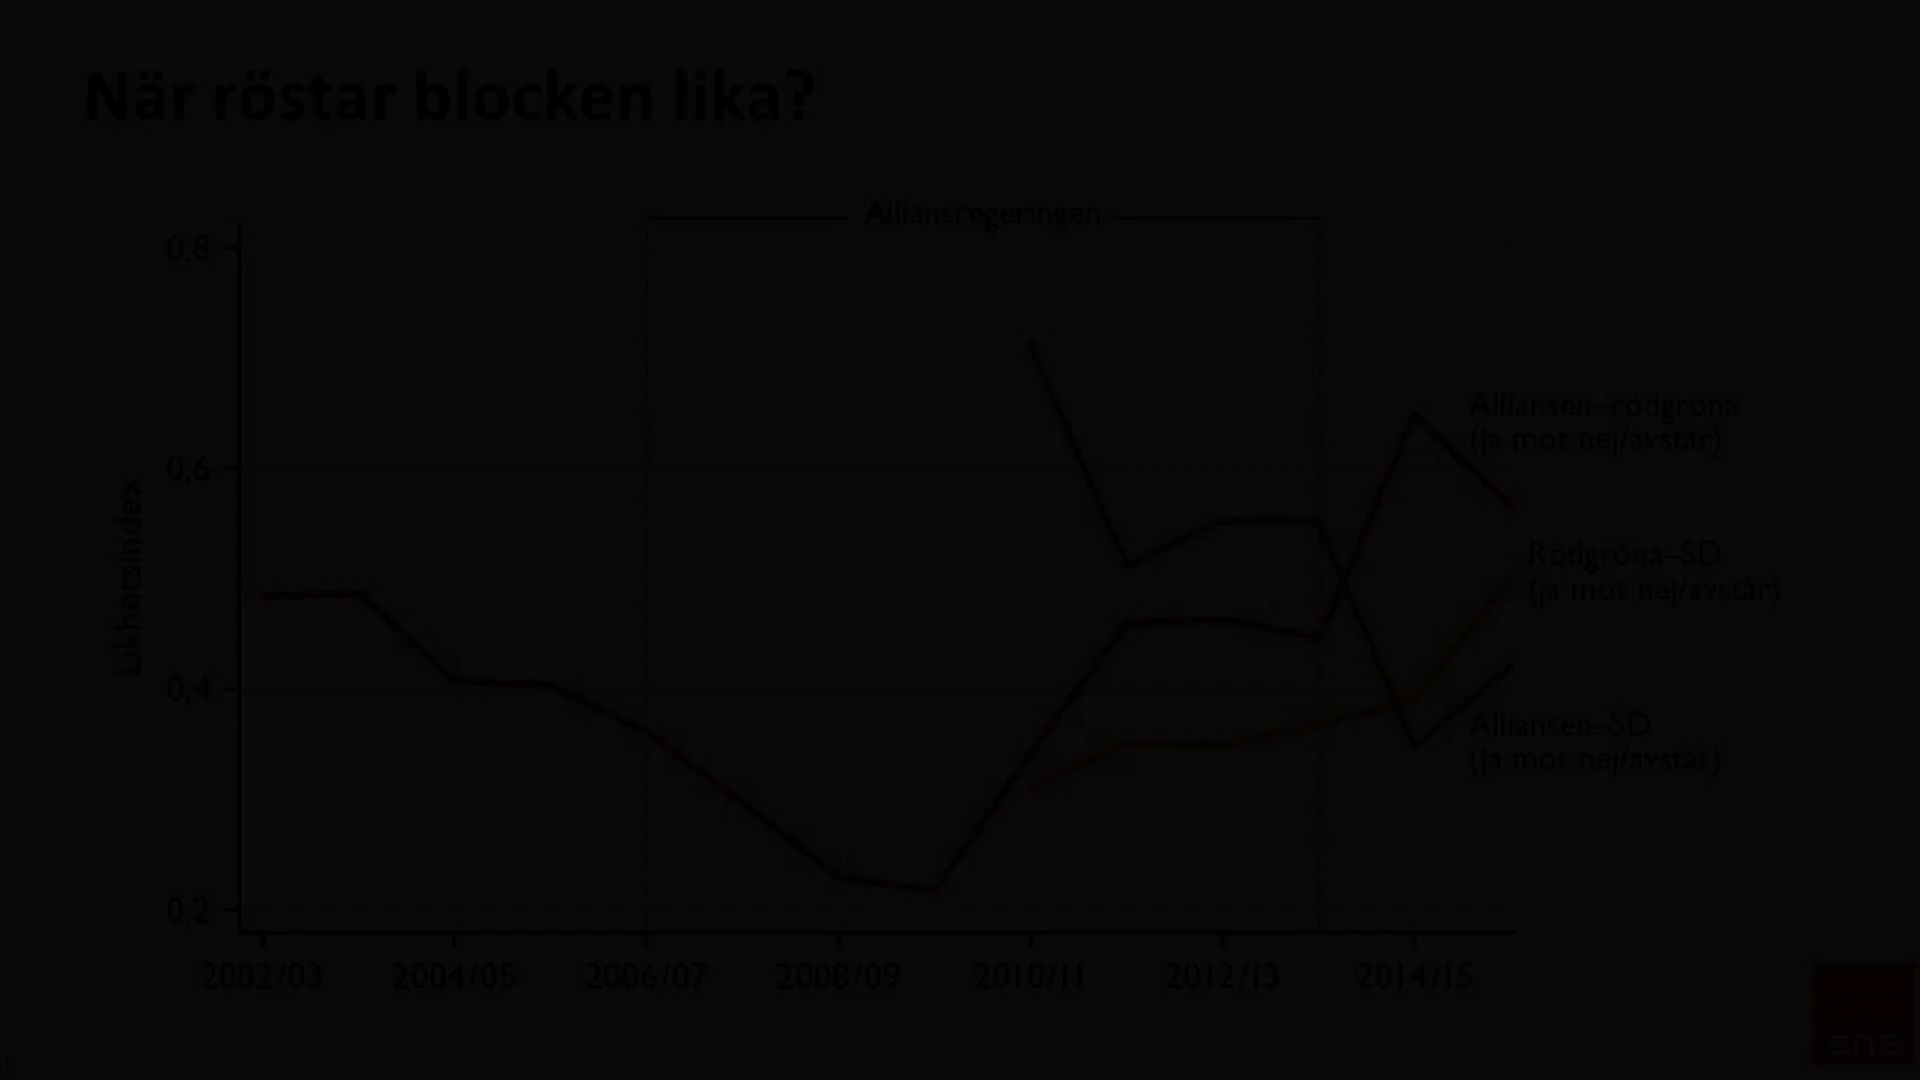 När röstar blocken lika?
Alliansregeringen
0,8
0,6
0,4
0,2
Likhatsindex
Alliansen–rödgröna
(ja mot nej/avstår)
Rödgröna–SD
(ja mot nej/avstår)
Alliansen–SD
(ja mot nej/avstår)
2002/03 2004/05 2006/07 2008/09 2010/11 2012/13 2014/15
sns